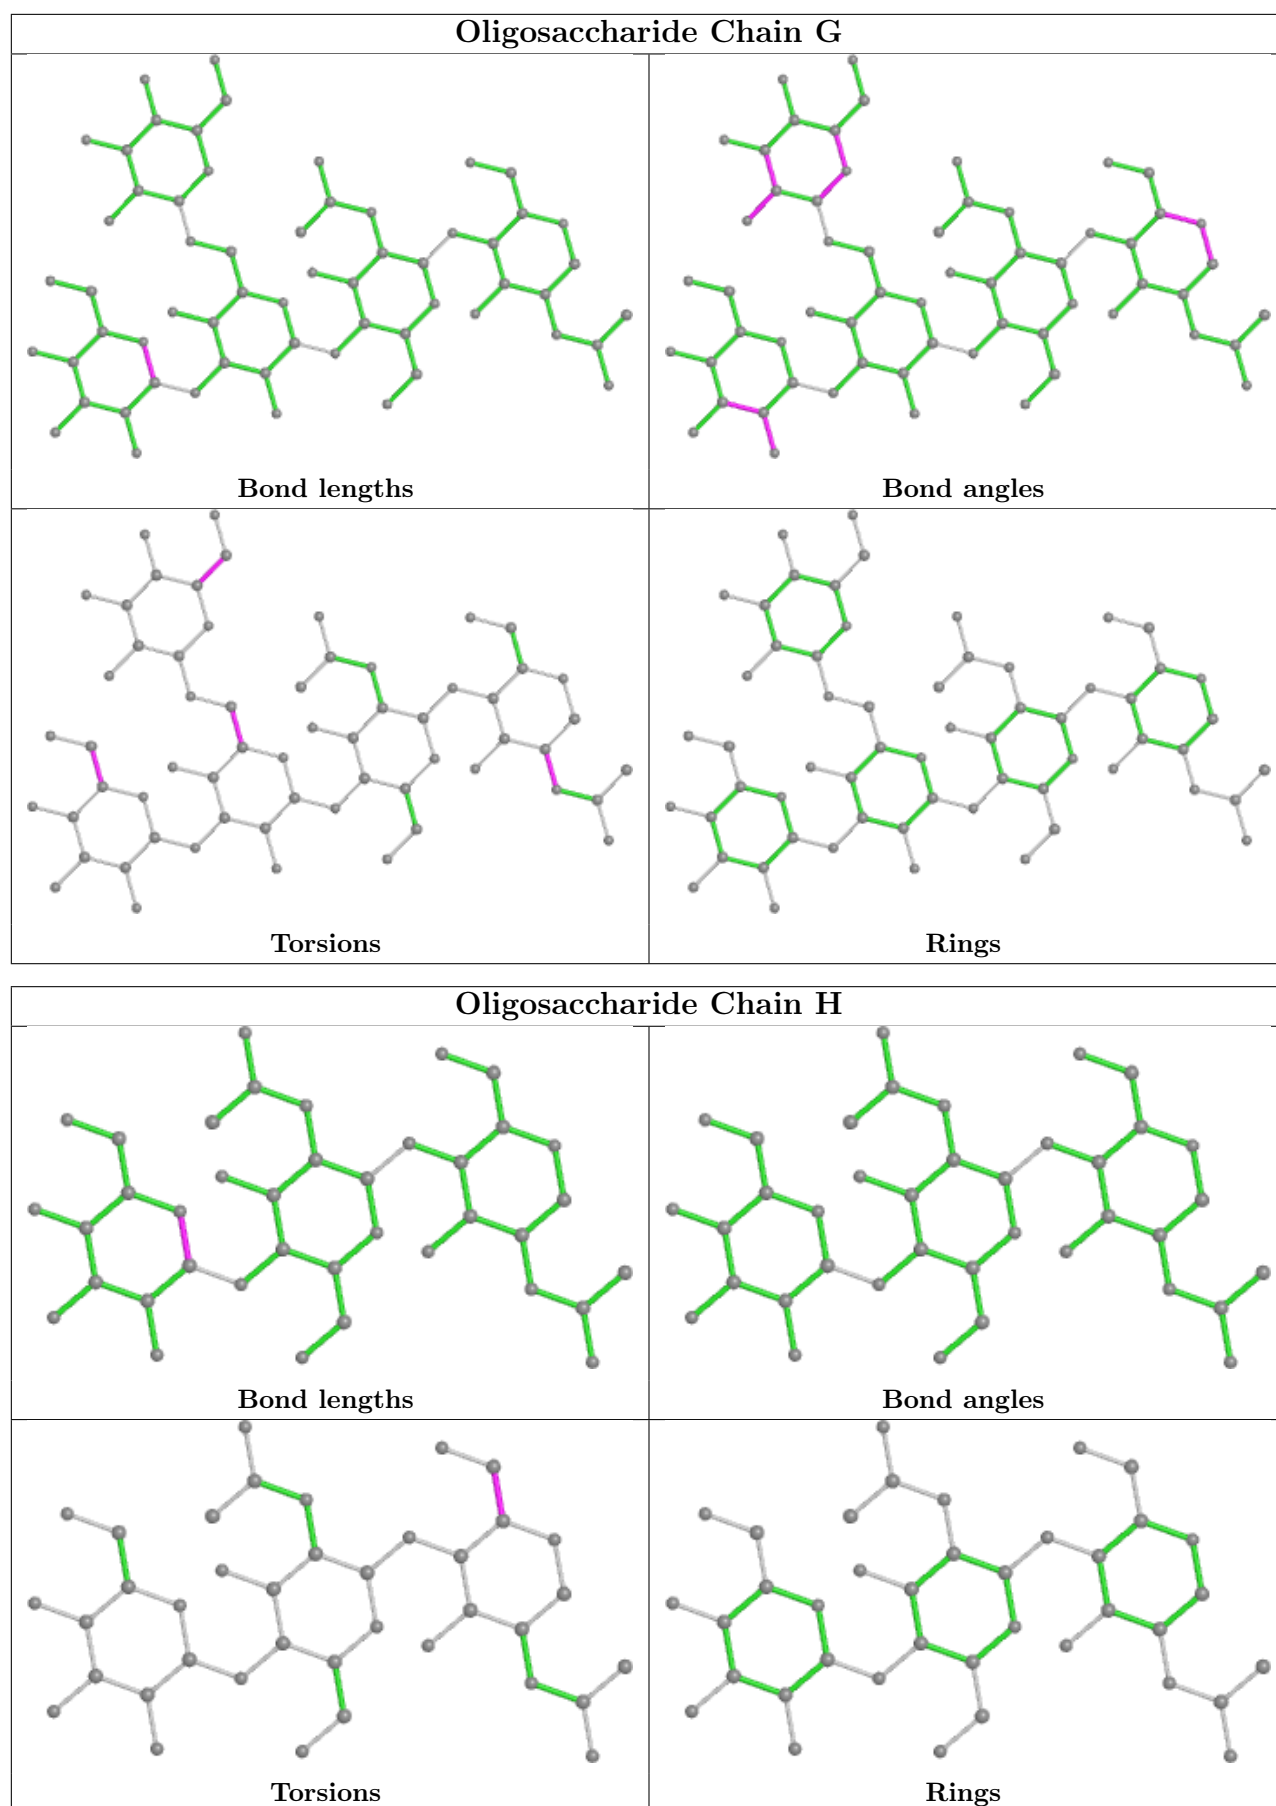 Oligosaccharide Chain G
Bond lengths
Bond angles
Torsions
Rings
Oligosaccharide Chain H
Bond lengths
Bond angles
Torsions
Rings